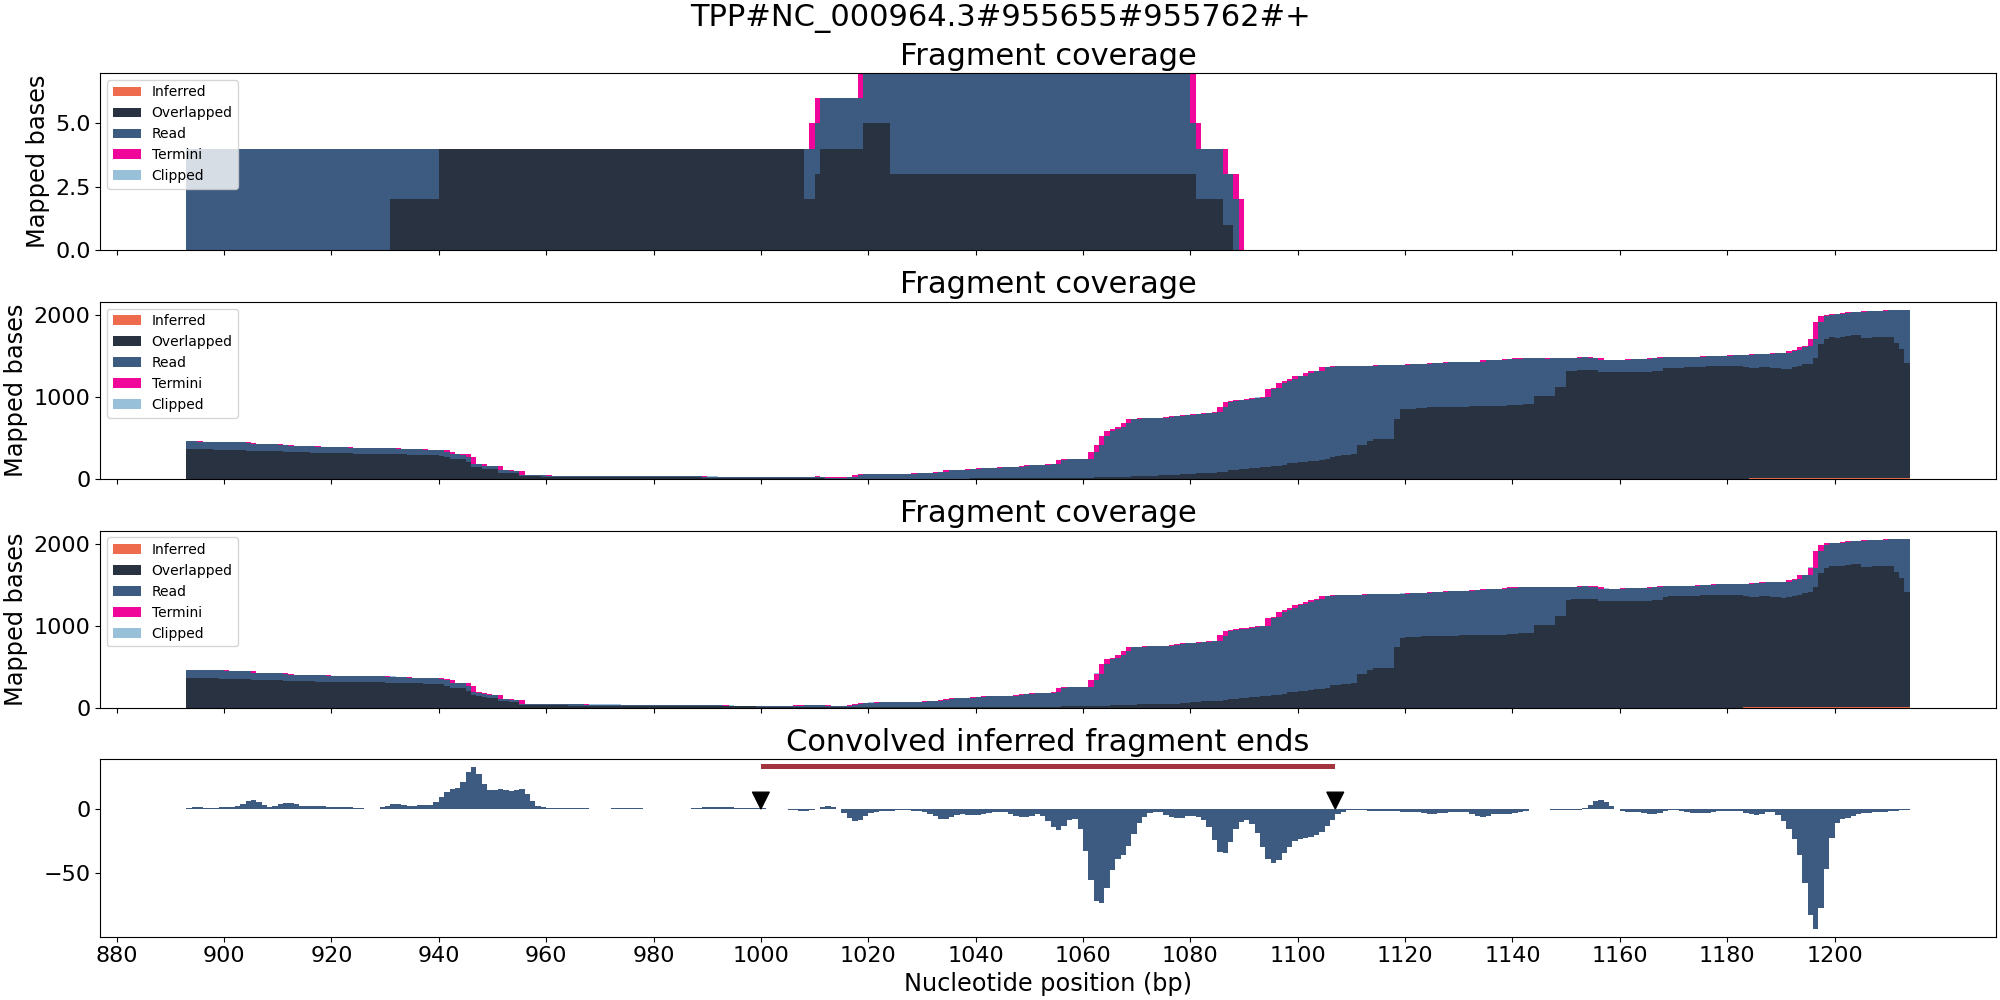 TPP#NC_000964.3#955655#955762#+
Fragment coverage
Mapped bases
5.0
2.5
0.0
Inferred
Overlapped
Read
Termini
Clipped
Fragment coverage
Mapped bases
2000
1000
0
Inferred
Overlapped
Read
Termini
Clipped
Fragment coverage
Mapped bases
2000
1000
0
Inferred
Overlapped
Read
Termini
Clipped
Convolved inferred fragment ends
0
−50
880 900 920 940 960 980 1000 1020 1040 1060 1080 1100 1120 1140 1160 1180 1200
Nucleotide position (bp)